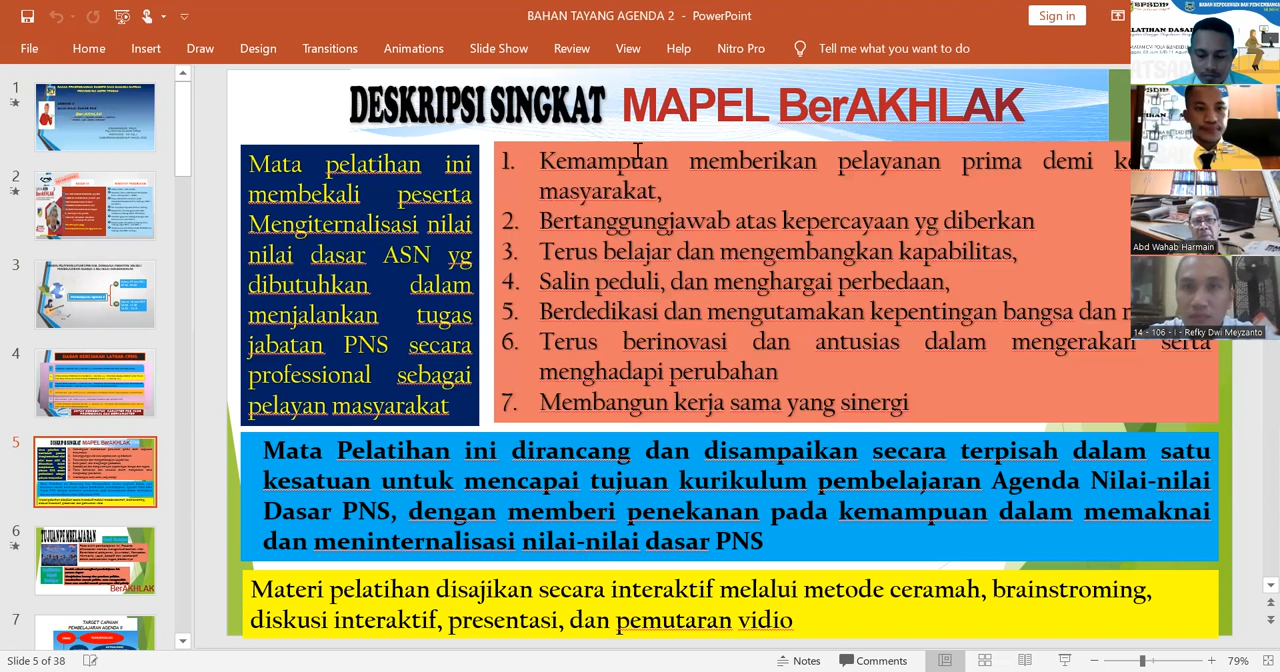 BAHAN TAYANG AGENDA 2 - PowerPoint
Sign in
File Home Insert Draw Design Transitions Animations Slide Show Review View Help Nitro Pro Tell me what you want to do
1
2
3
4
5
6
7
DESKRIPSI SINGKAT MAPEL BerAKHLAK
Mata pelatihan ini
membekali peserta
Mengiternalisasi nilai
nilai dasar ASN yg
dibutuhkan dalam
menjalankan tugas
jabatan PNS secara
professional sebagai
pelayan masyarakat
1. Kemampuan memberikan pelayanan prima demi
masyarakat,
2. Bertanggungjawab atas kepercayaan yg diberkan
3. Terus belajar dan mengembangkan kapabilitas,
4. Salin peduli, dan menghargai perbedaan,
5. Berdedikasi dan mengutamakan kepentingan bangsa dan
6. Terus berinovasi dan antusias dalam mengerakan serta
menghadapi perubahan
7. Membangun kerja sama yang sinergi
Mata Pelatihan ini dirancang dan disampaikan secara terpisah dalam satu
kesatuan untuk mencapai tujuan kurikulum pembelajaran Agenda Nilai-nilai
Dasar PNS, dengan memberi penekanan pada kemampuan dalam memaknai
dan meninternalisasi nilai-nilai dasar PNS
Materi pelatihan disajikan secara interaktif melalui metode ceramah, brainstroming,
diskusi interaktif, presentasi, dan pemutaran vidio
Abd Wahab Harmain
14 - 106 - I - Refky Dwi Meyzanto
Slide 5 of 38
Notes Comments 79%